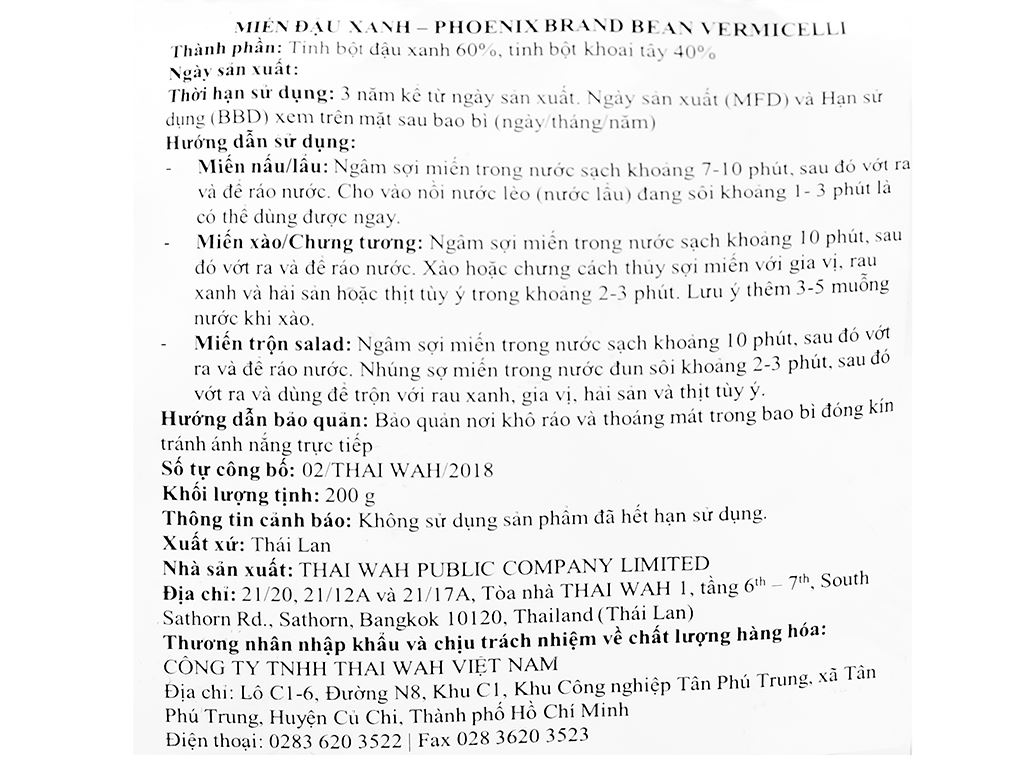 MIẾN ĐẬU XANH – PHOENIX BRAND BEAN VERMICELLI
Thành phần: Tinh bột đậu xanh 60%, tinh bột khoai tây 40%
Ngày sản xuất:
Thời hạn sử dụng: 3 năm kể từ ngày sản xuất. Ngày sản xuất (MFD) và Hạn sử
dụng (BBD) xem trên mặt sau bao bì (ngày/tháng/năm)
Hướng dẫn sử dụng:
- Miến nấu/lẩu: Ngâm sợi miến trong nước sạch khoảng 7-10 phút, sau đó vớt ra
và để ráo nước. Cho vào nồi nước lèo (nước lẩu) đang sôi khoảng 1- 3 phút là
có thể dùng được ngay.
- Miến xào/Chưng tương: Ngâm sợi miến trong nước sạch khoảng 10 phút, sau
đó vớt ra và để ráo nước. Xào hoặc chưng cách thủy sợi miến với gia vị, rau
xanh và hải sản hoặc thịt tùy ý trong khoảng 2-3 phút. Lưu ý thêm 3-5 muỗng
nước khi xào.
- Miến trộn salad: Ngâm sợi miến trong nước sạch khoảng 10 phút, sau đó vớt
ra và để ráo nước. Nhúng sợ miến trong nước đun sôi khoảng 2-3 phút, sau đó
vớt ra và dùng để trộn với rau xanh, gia vị, hải sản và thịt tùy ý.
Hướng dẫn bảo quản: Bảo quản nơi khô ráo và thoáng mát trong bao bì đóng kín
tránh ánh nắng trực tiếp
Số tự công bố: 02/THAI WAH/2018
Khối lượng tịnh: 200 g
Thông tin cảnh báo: Không sử dụng sản phẩm đã hết hạn sử dụng.
Xuất xứ: Thái Lan
Nhà sản xuất: THAI WAH PUBLIC COMPANY LIMITED
Địa chỉ: 21/20, 21/12A và 21/17A, Tòa nhà THAI WAH 1, tầng 6th – 7th, South
Sathorn Rd., Sathorn, Bangkok 10120, Thailand (Thái Lan)
Thương nhân nhập khẩu và chịu trách nhiệm về chất lượng hàng hóa:
CÔNG TY TNHH THAI WAH VIỆT NAM
Địa chỉ: Lô C1-6, Đường N8, Khu C1, Khu Công nghiệp Tân Phú Trung, xã Tân
Phú Trung, Huyện Củ Chi, Thành phố Hồ Chí Minh
Điện thoại: 0283 620 3522 | Fax 028 3620 3523